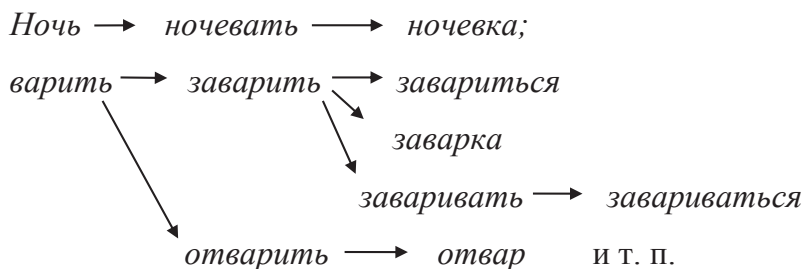 Ночь → ночевать → ночевка;
варить → заварить → завариться
заварка
заваривать → завариваться
отварить → отвар и т. п.